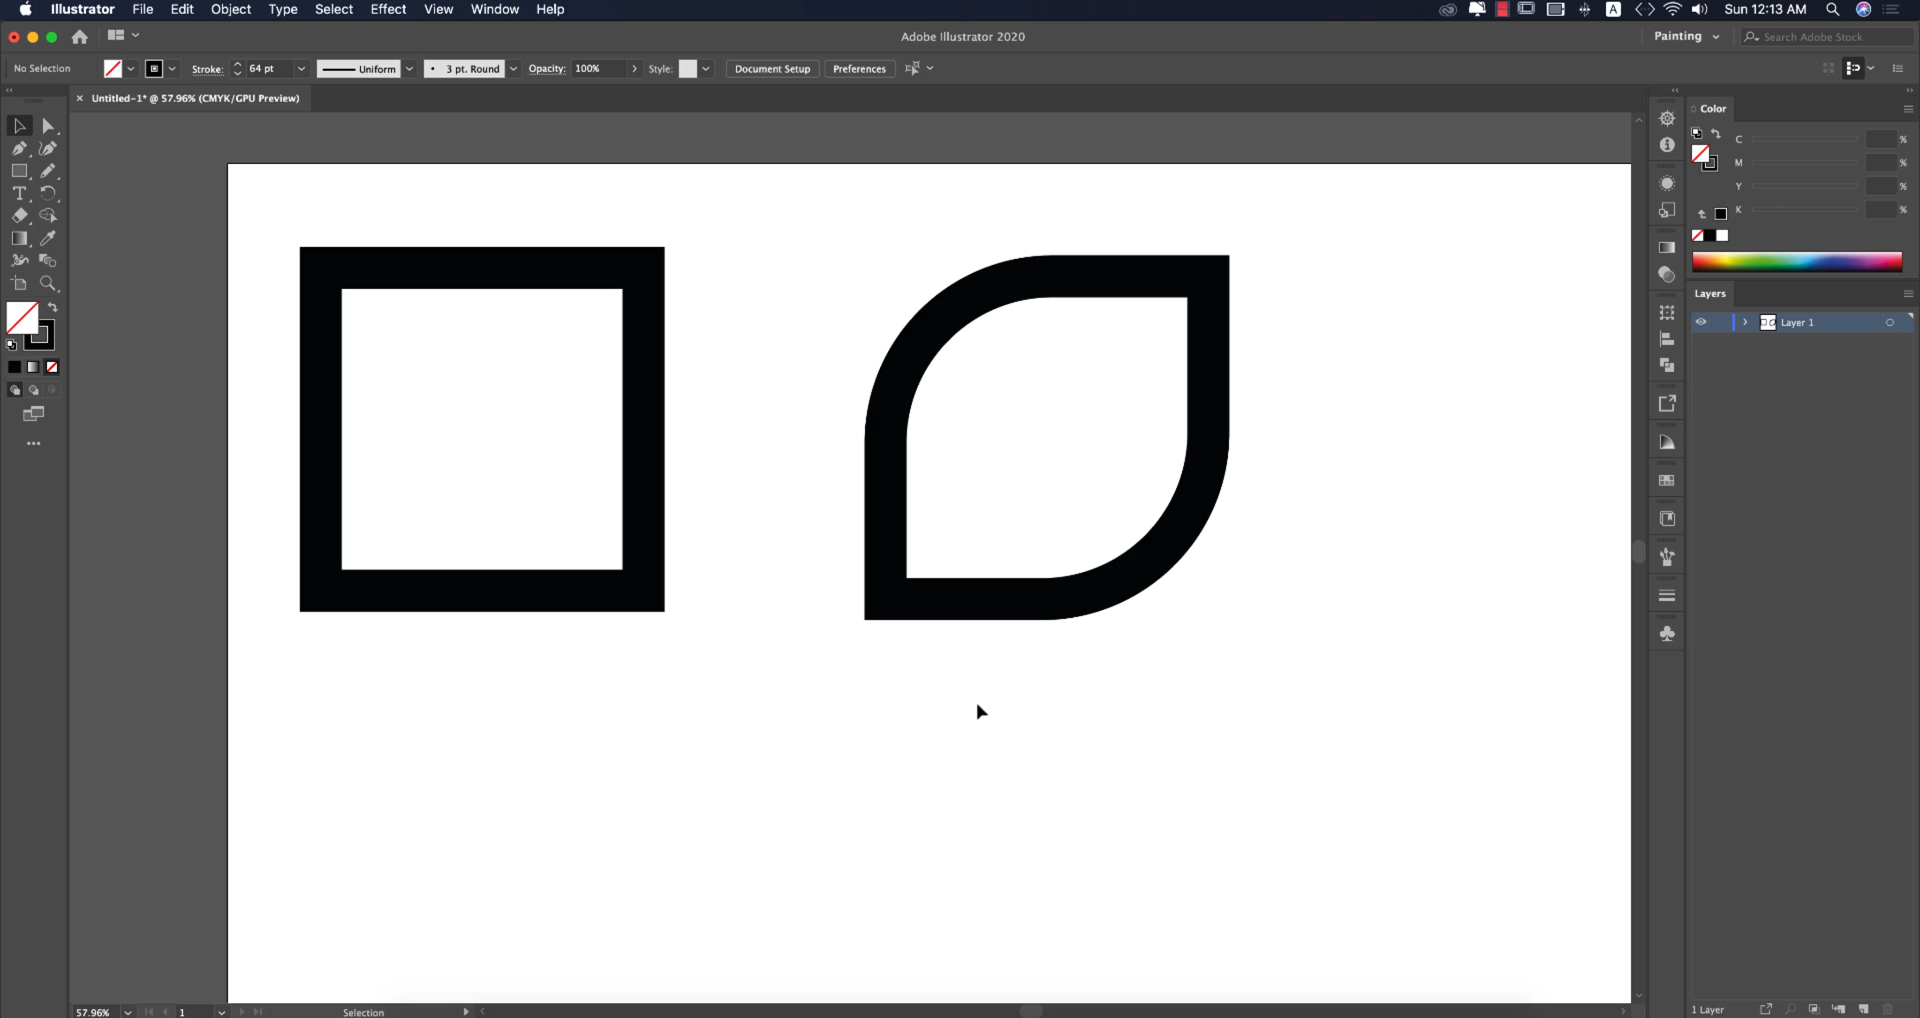 Illustrator File Edit Object Type Select Effect View Window Help A Sun 12:13 AM
Adobe Illustrator 2020 Painting Search Adobe Stock
No Selection Stroke: 64 pt Uniform 3 pt. Round Opacity: 100% Style: Document Setup Preferences
× Untitled-1* @ 57.96% (CMYK/GPU Preview)
Color
C %
M %
Y %
K %
Layers
Layer 1
57.96% 1 Selection
1 Layer